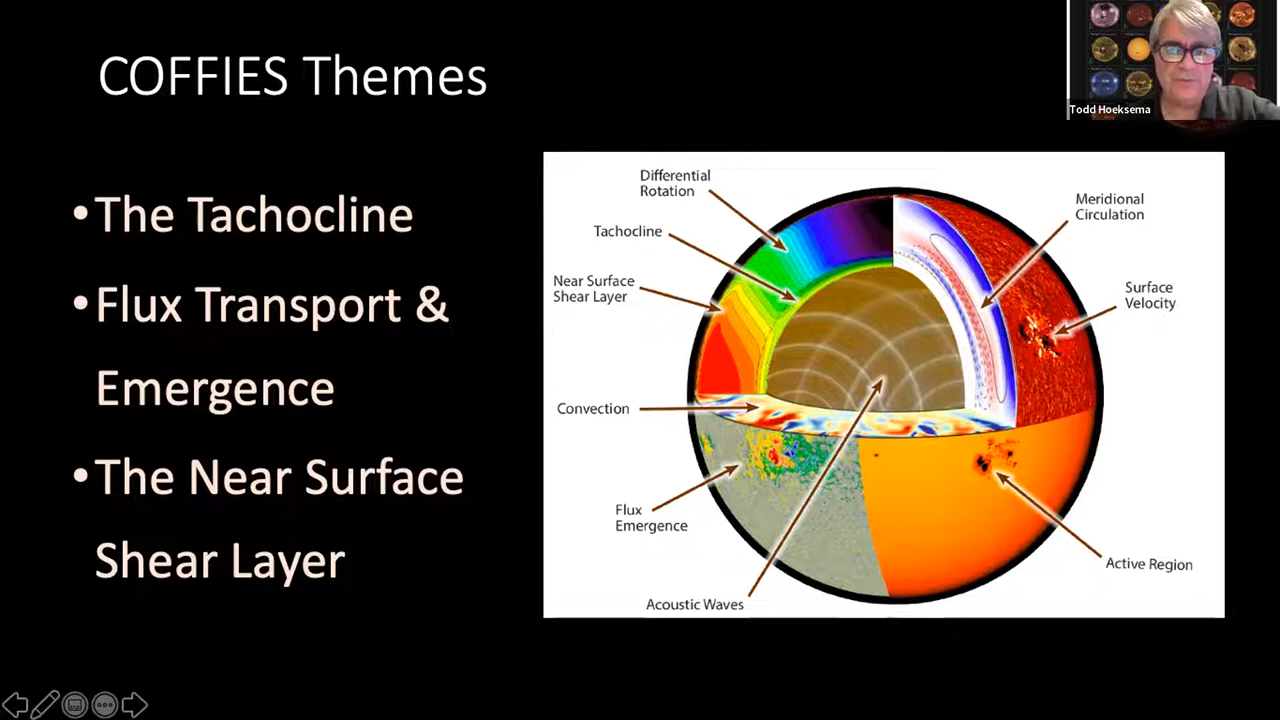 COFFIES Themes
Todd Hoeksema
•The Tachocline
•Flux Transport &
Emergence
•The Near Surface
Shear Layer
Differential
Rotation
Tachocline
Near Surface
Shear Layer
Convection
Flux
Emergence
Acoustic Waves
Meridional
Circulation
Surface
Velocity
Active Region